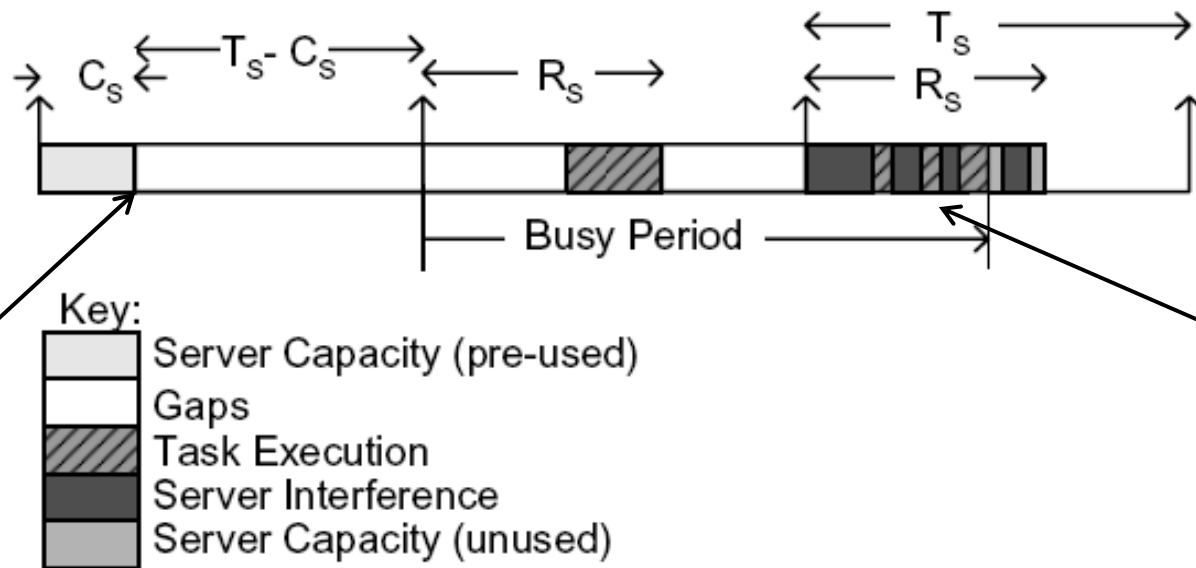 T_S
C_S
T_S- C_S
R_S
R_S
Busy Period
Key:
Server Capacity (pre-used)
Gaps
Task Execution
Server Interference
Server Capacity (unused)